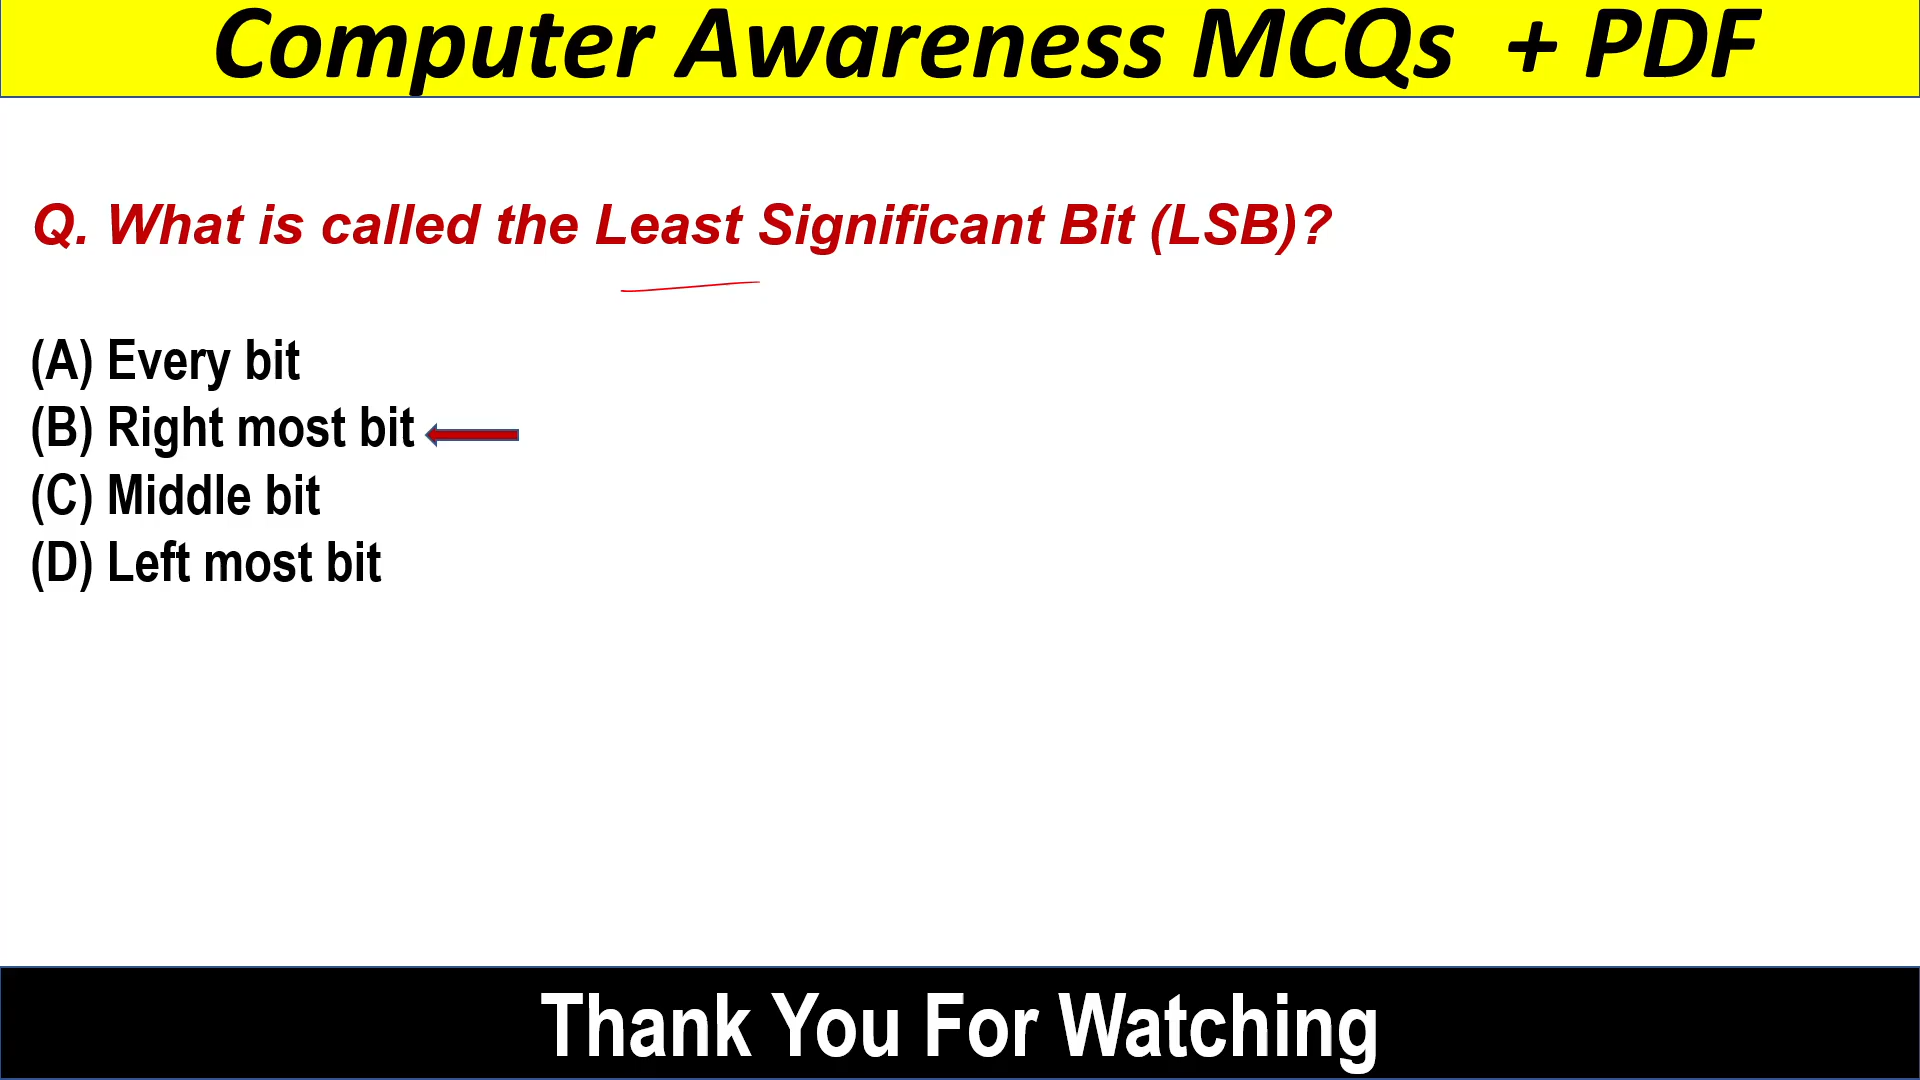 Computer Awareness MCQs + PDF
Q. What is called the Least Significant Bit (LSB)?
(A) Every bit
(B) Right most bit
(C) Middle bit
(D) Left most bit
Thank You For Watching